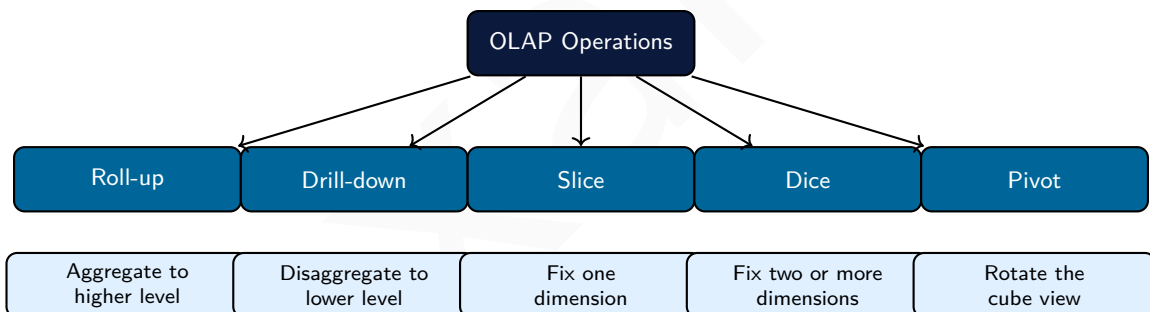 OLAP Operations
Roll-up
Drill-down
Slice
Dice
Pivot
Aggregate to
higher level
Disaggregate to
lower level
Fix one
dimension
Fix two or more
dimensions
Rotate the
cube view